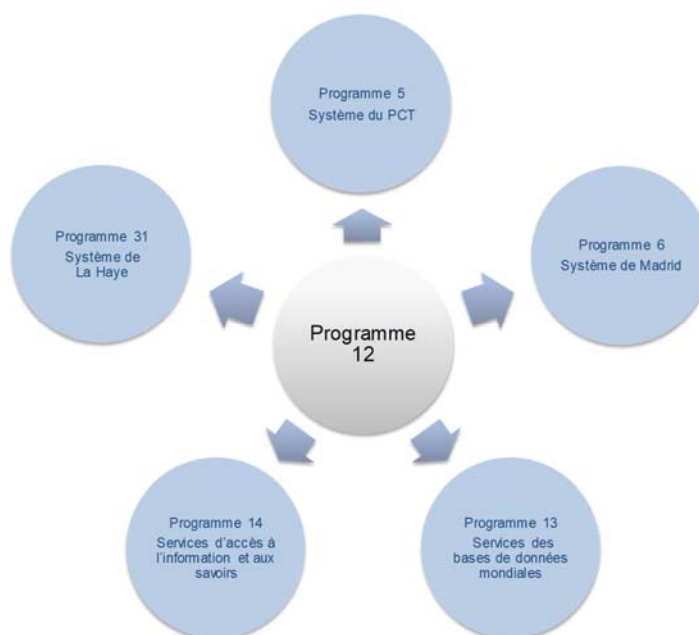 Programme 5
Système du PCT
Programme 31
Système de
La Haye
Programme 6
Système de Madrid
Programme
12
Programme 14
Services d'accès à
l'information et aux
savoirs
Programme 13
Services des
bases de données
mondiales